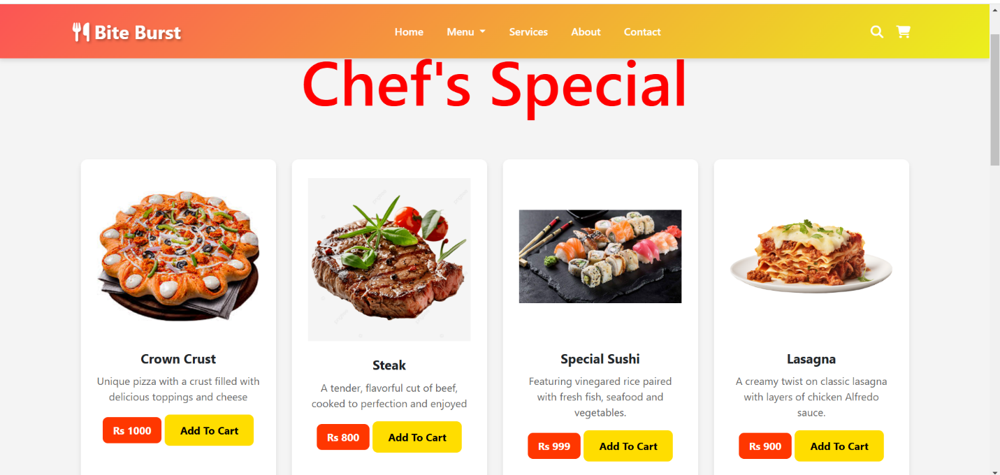 Bite Burst
Home Menu Services About Contact
Chef's Special
Crown Crust
Unique pizza with a crust filled with
delicious toppings and cheese
Rs 1000 Add To Cart
Steak
A tender, flavorful cut of beef,
cooked to perfection and enjoyed
Rs 800 Add To Cart
Special Sushi
Featuring vinegared rice paired
with fresh fish, seafood and
vegetables.
Rs 999 Add To Cart
Lasagna
A creamy twist on classic lasagna
with layers of chicken Alfredo
sauce.
Rs 900 Add To Cart